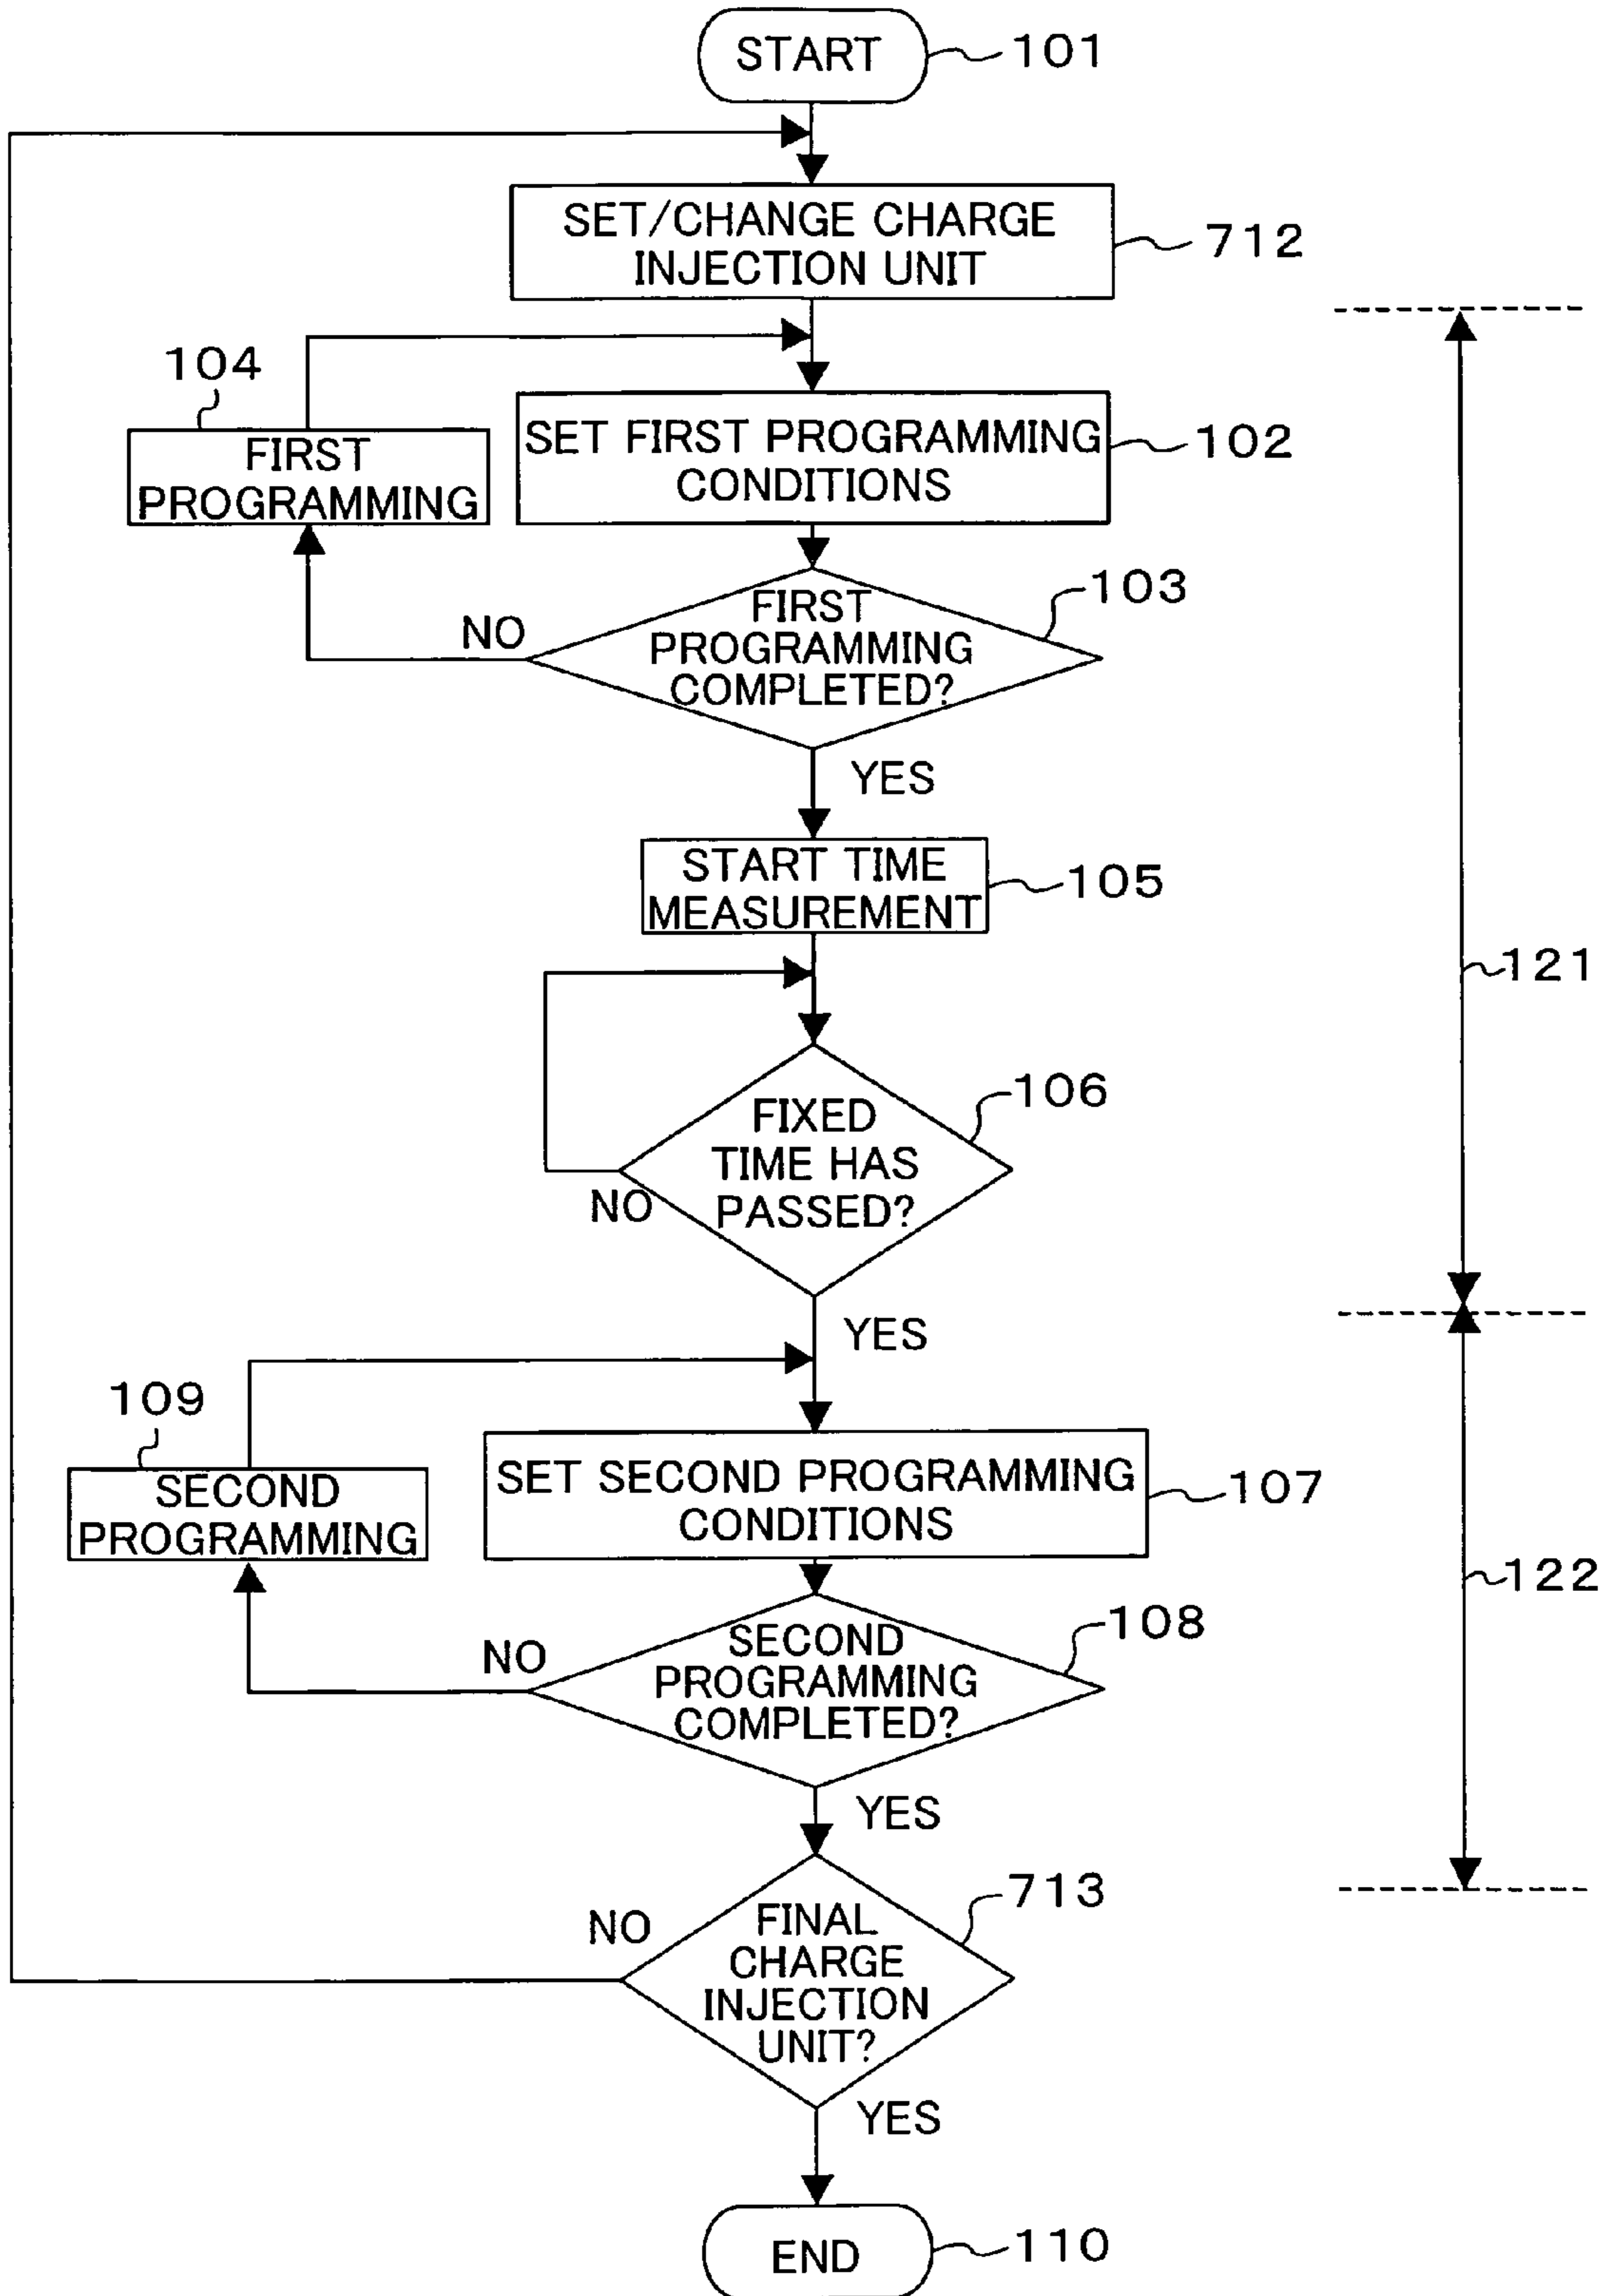 START
101
SET/CHANGE CHARGE
INJECTION UNIT
712
104
FIRST
PROGRAMMING
SET FIRST PROGRAMMING
CONDITIONS
102
103
FIRST
PROGRAMMING
COMPLETED?
NO
YES
START TIME
MEASUREMENT
105
121
106
FIXED
TIME HAS
PASSED?
NO
YES
109
SECOND
PROGRAMMING
SET SECOND PROGRAMMING
CONDITIONS
107
122
108
SECOND
PROGRAMMING
COMPLETED?
NO
YES
713
NO
FINAL
CHARGE
INJECTION
UNIT?
YES
END
110